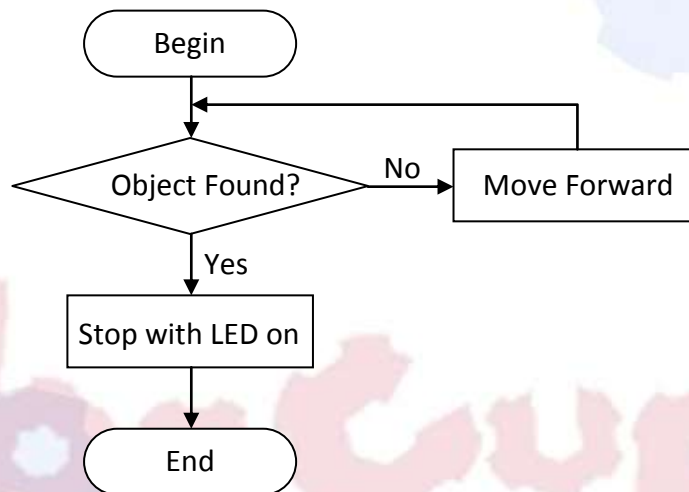 Begin
Object Found?
No
Move Forward
Yes
Stop with LED on
End